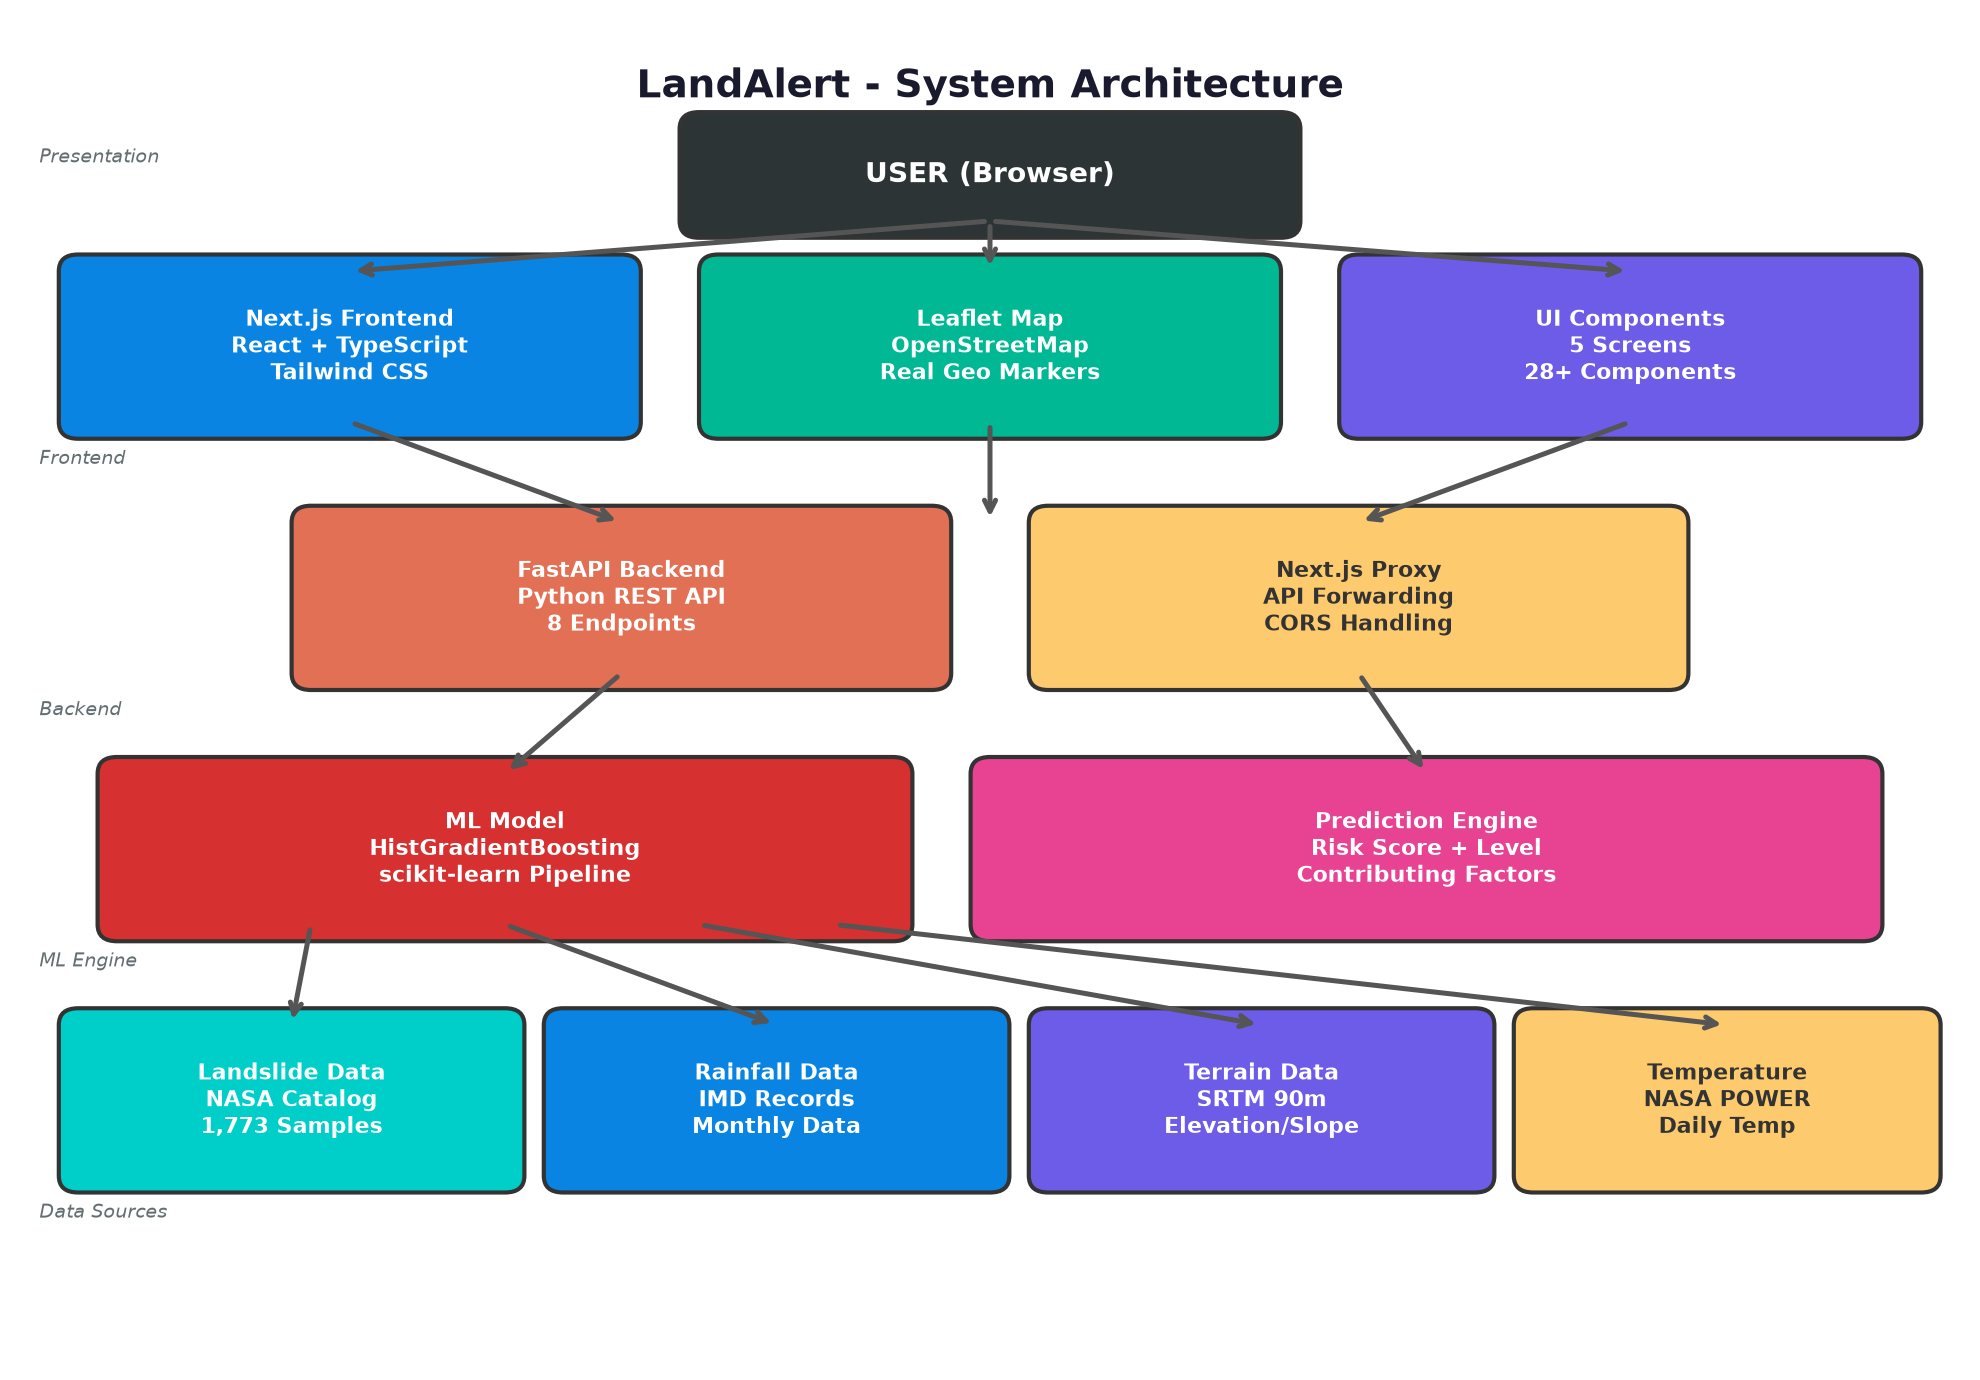 LandAlert - System Architecture
Presentation
USER (Browser)
Next.js Frontend
React + TypeScript
Tailwind CSS
Leaflet Map
OpenStreetMap
Real Geo Markers
UI Components
5 Screens
28+ Components
Frontend
FastAPI Backend
Python REST API
8 Endpoints
Next.js Proxy
API Forwarding
CORS Handling
Backend
ML Model
HistGradientBoosting
scikit-learn Pipeline
Prediction Engine
Risk Score + Level
Contributing Factors
ML Engine
Landslide Data
NASA Catalog
1,773 Samples
Rainfall Data
IMD Records
Monthly Data
Terrain Data
SRTM 90m
Elevation/Slope
Temperature
NASA POWER
Daily Temp
Data Sources